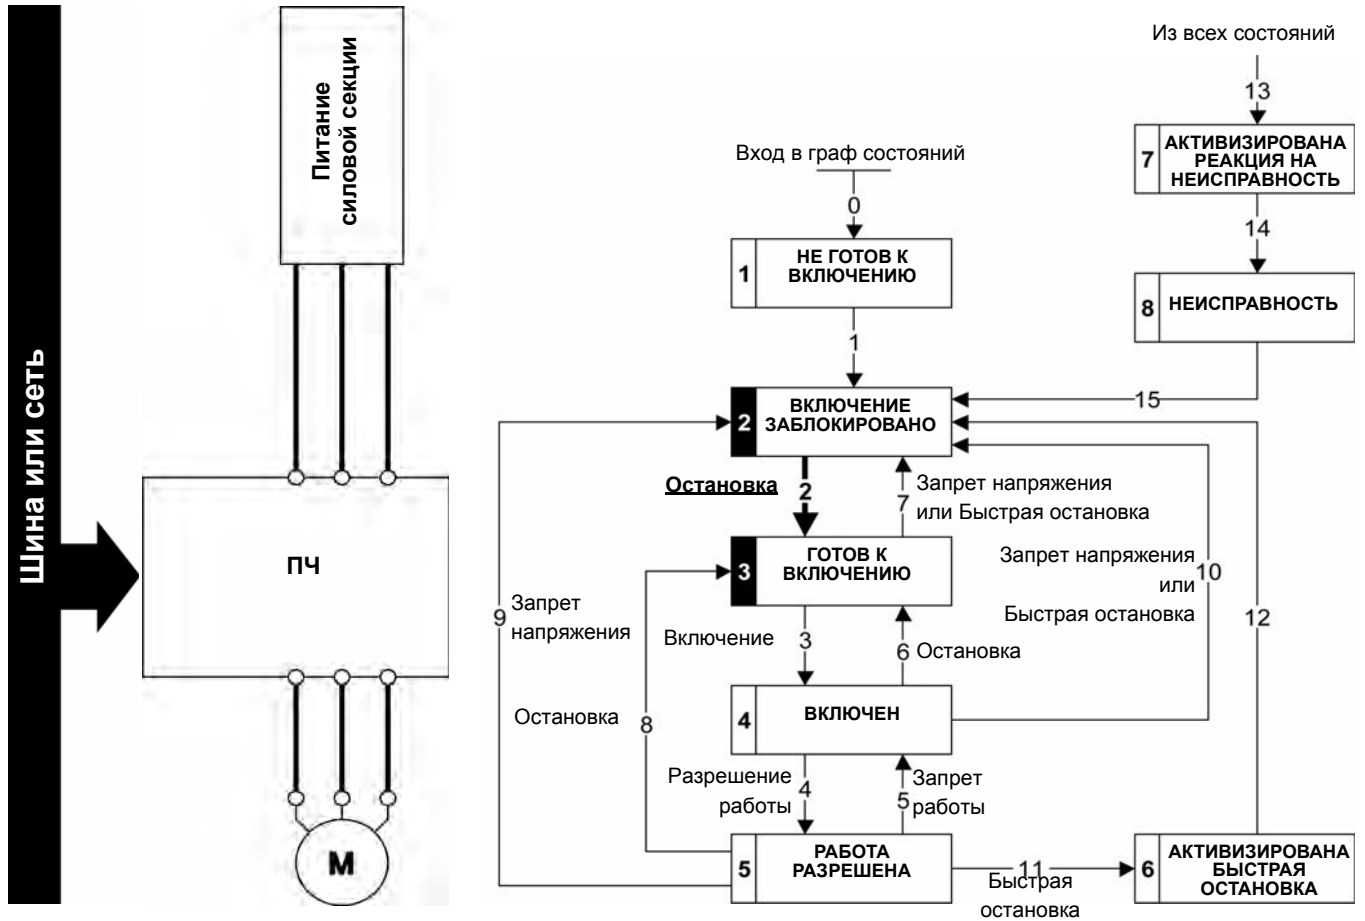 Шина или сеть
Питание
силовой секции
ПЧ
М
Из всех состояний
13
7
АКТИВИЗИРОВАНА
РЕАКЦИЯ НА
НЕИСПРАВНОСТЬ
14
8
НЕИСПРАВНОСТЬ
15
Вход в граф состояний
0
1
НЕ ГОТОВ К
ВКЛЮЧЕНИЮ
1
2
ВКЛЮЧЕНИЕ
ЗАБЛОКИРОВАНО
Остановка
2
7
Запрет напряжения
или Быстрая остановка
3
ГОТОВ К
ВКЛЮЧЕНИЮ
Запрет напряжения
или
Быстрая остановка
10
12
9
Запрет
напряжения
Включение
3
6
Остановка
4
ВКЛЮЧЕН
Остановка
8
Разрешение
работы
4
5
Запрет
работы
5
РАБОТА
РАЗРЕШЕНА
11
Быстрая
остановка
6
АКТИВИЗИРОВАНА
БЫСТРАЯ
ОСТАНОВКА